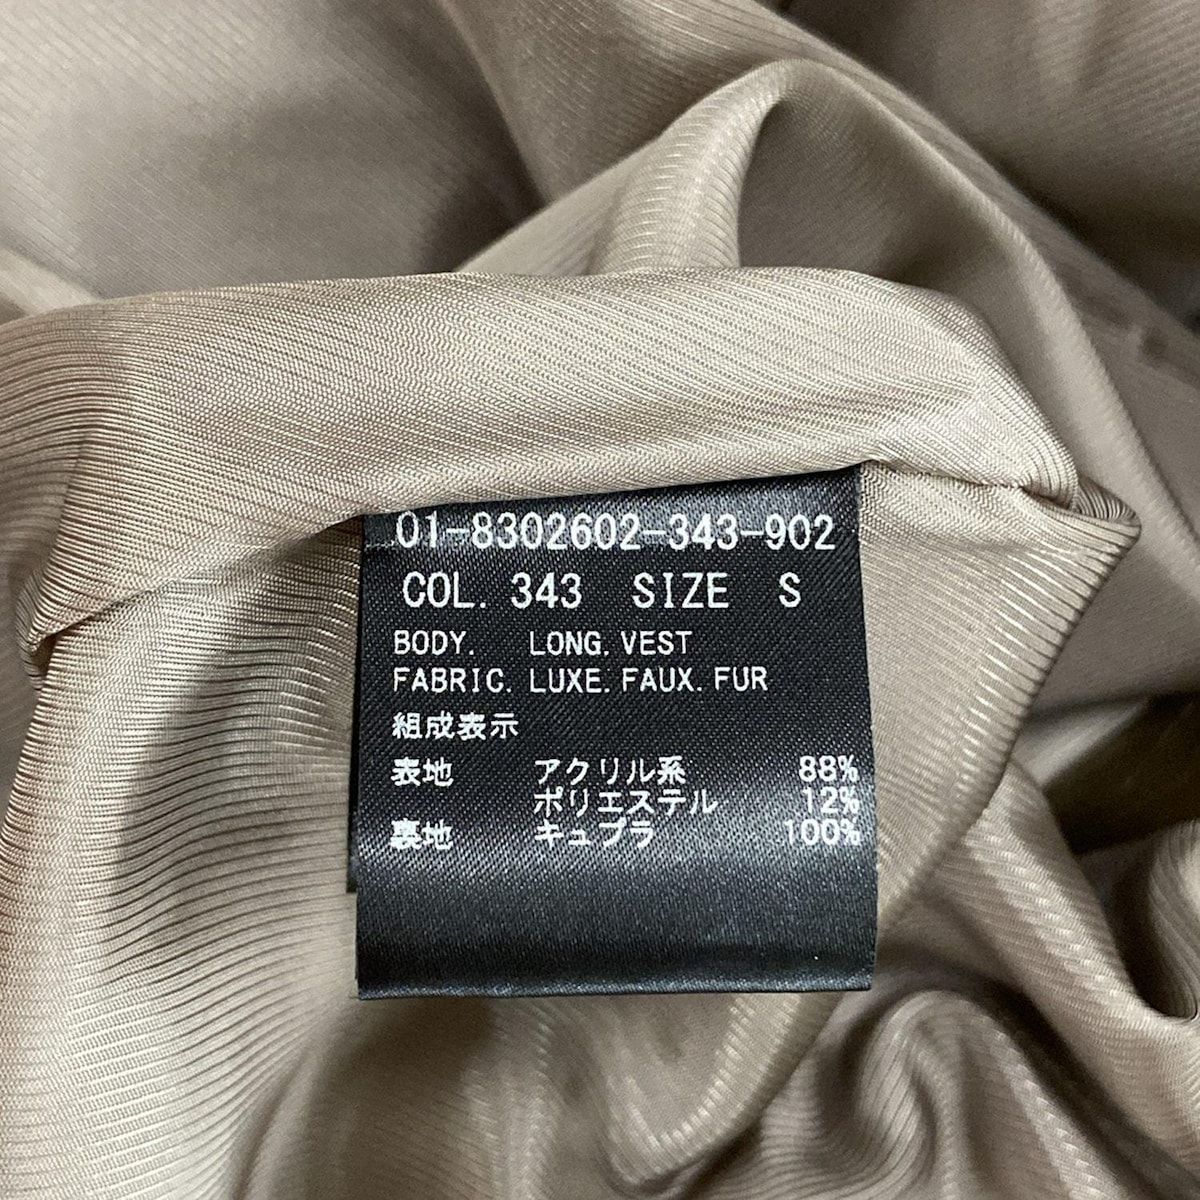 01-8302602-343-902
COL. 343 SIZE S
BODY. LONG.VEST
FABRIC. LUXE.FAUX.FUR
組成表示
表地 アクリル系 88%
ポリエステル 12%
裏地 キュプラ 100%